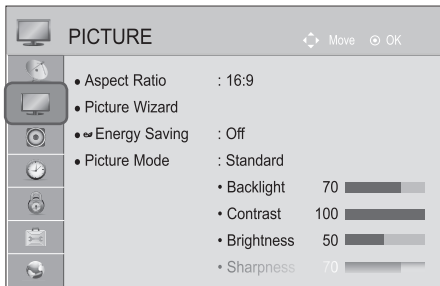 PICTURE Move OK
• Aspect Ratio : 16:9
• Picture Wizard
• Energy Saving : Off
• Picture Mode : Standard
• Backlight 70
• Contrast 100
• Brightness 50
• Sharpness 70